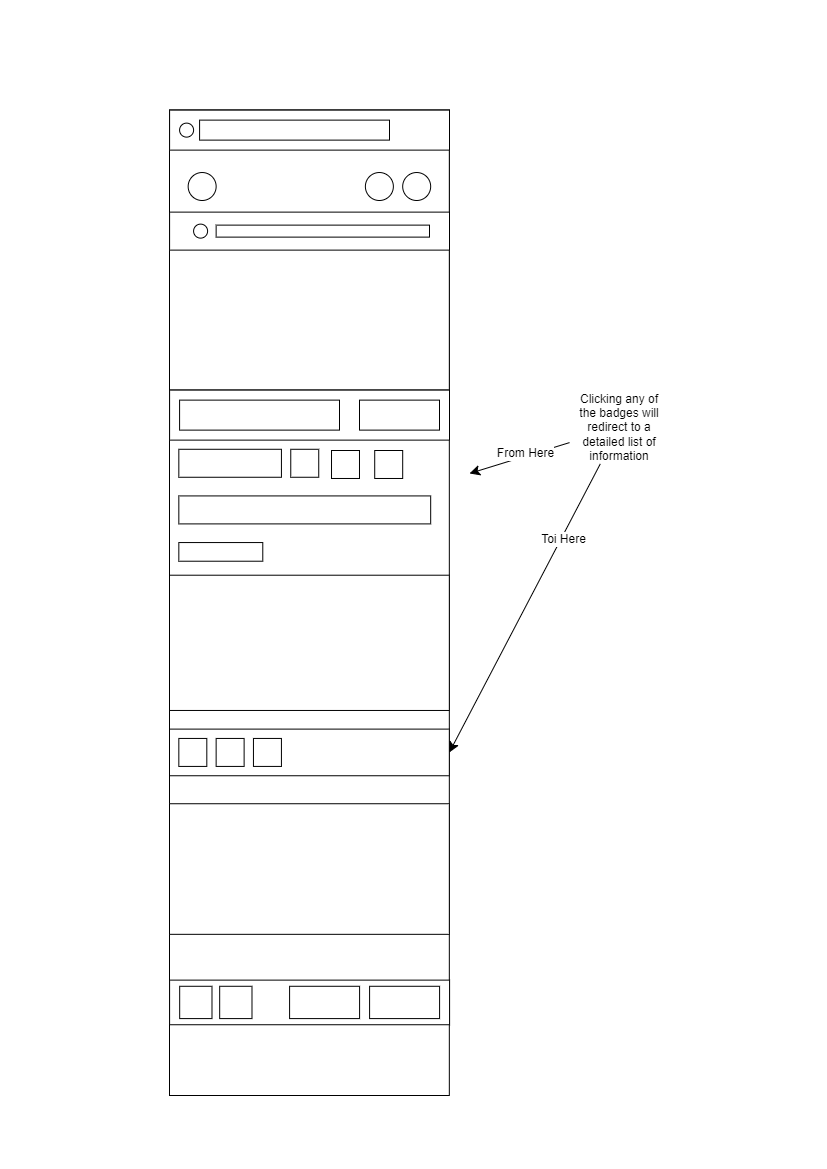 Clicking any of
the badges will
redirect to a
detailed list of
information
From Here
Toi Here